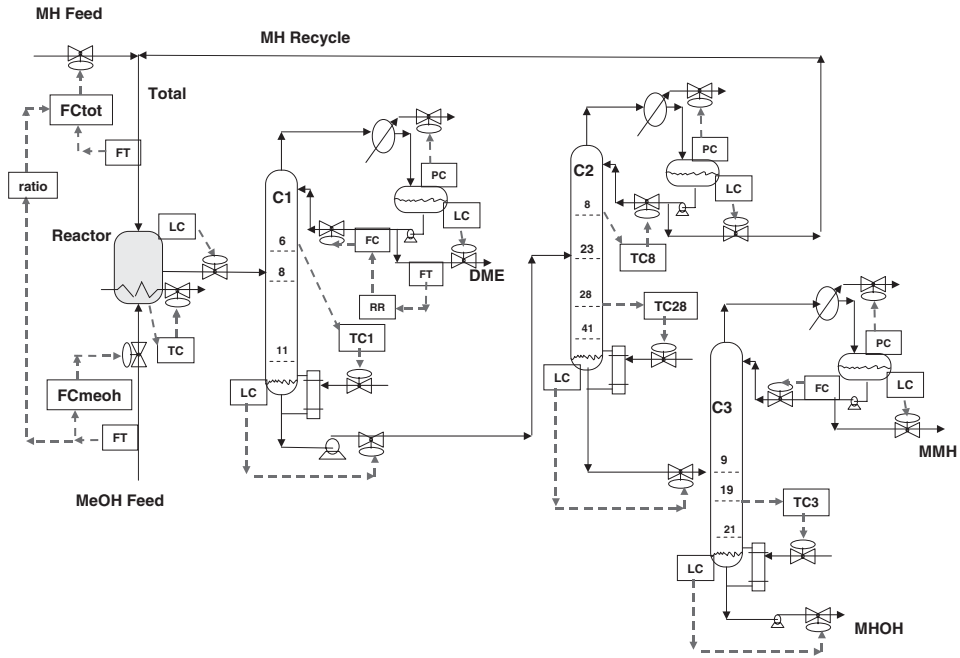 MH Feed
MH Recycle
Total
FCtot
FT
ratio
Reactor
LC
TC
FCmeoh
FT
MeOH Feed
C1
6
8
11
PC
LC
FC
FT
DME
RR
TC1
LC
C2
8
23
28
41
PC
LC
TC8
TC28
LC
C3
9
19
21
PC
LC
FC
MMH
TC3
LC
MHOH